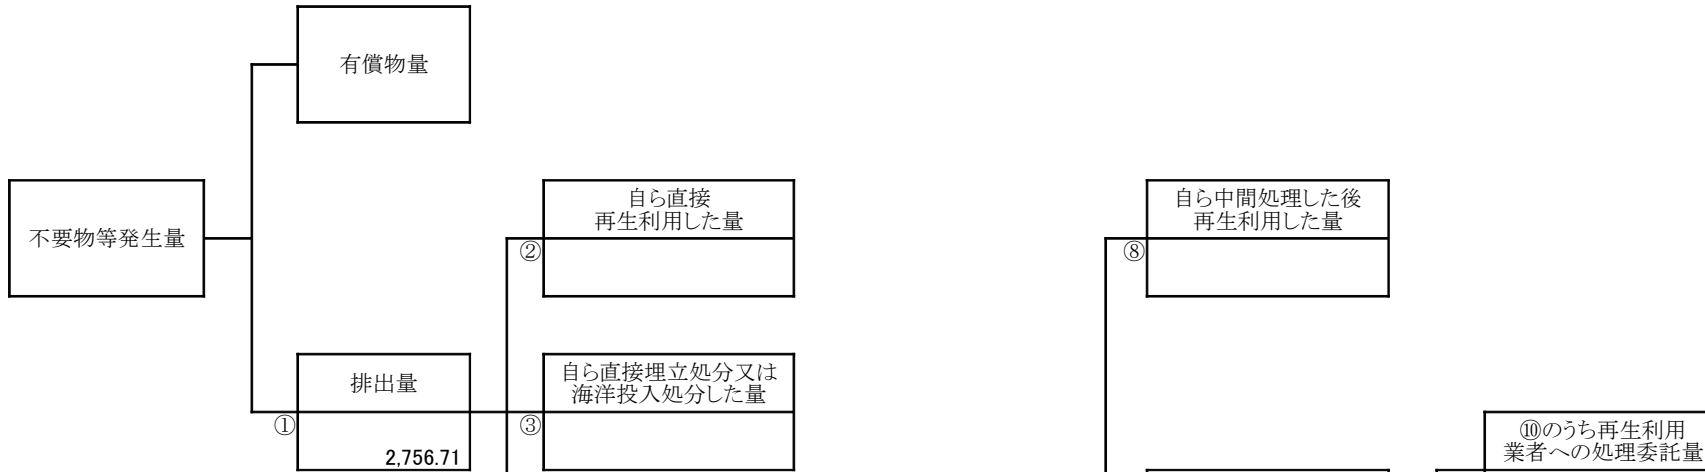 有償物量
不要物等発生量
自ら直接
再生利用した量
②
自ら中間処理した後
再生利用した量
⑧
排出量
①
2,756.71
自ら直接埋立処分又は
海洋投入処分した量
③
⑩のうち再生利用
業者への処理委託量